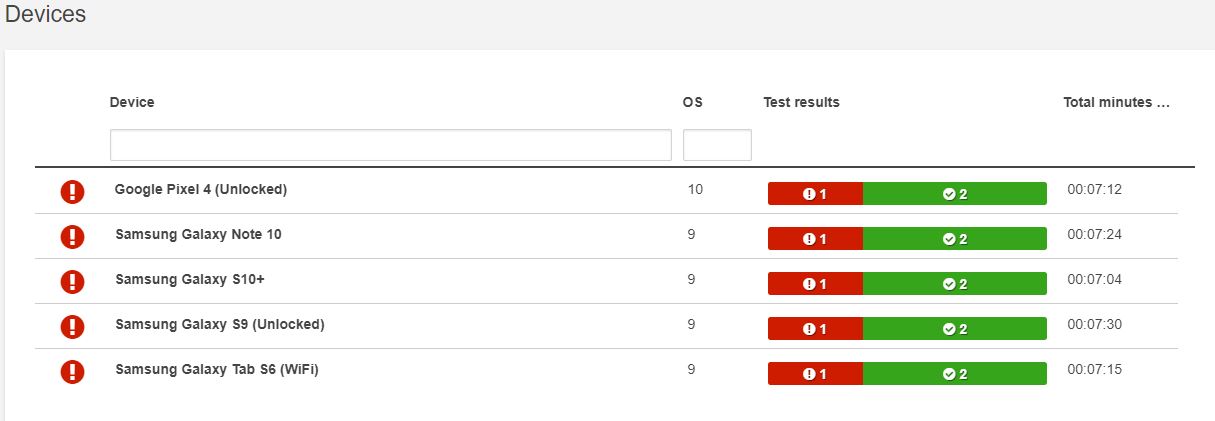 Devices
Device OS Test results Total minutes ...
Google Pixel 4 (Unlocked) 10 1 2 00:07:12
Samsung Galaxy Note 10 9 1 2 00:07:24
Samsung Galaxy S10+ 9 1 2 00:07:04
Samsung Galaxy S9 (Unlocked) 9 1 2 00:07:30
Samsung Galaxy Tab S6 (WiFi) 9 1 2 00:07:15